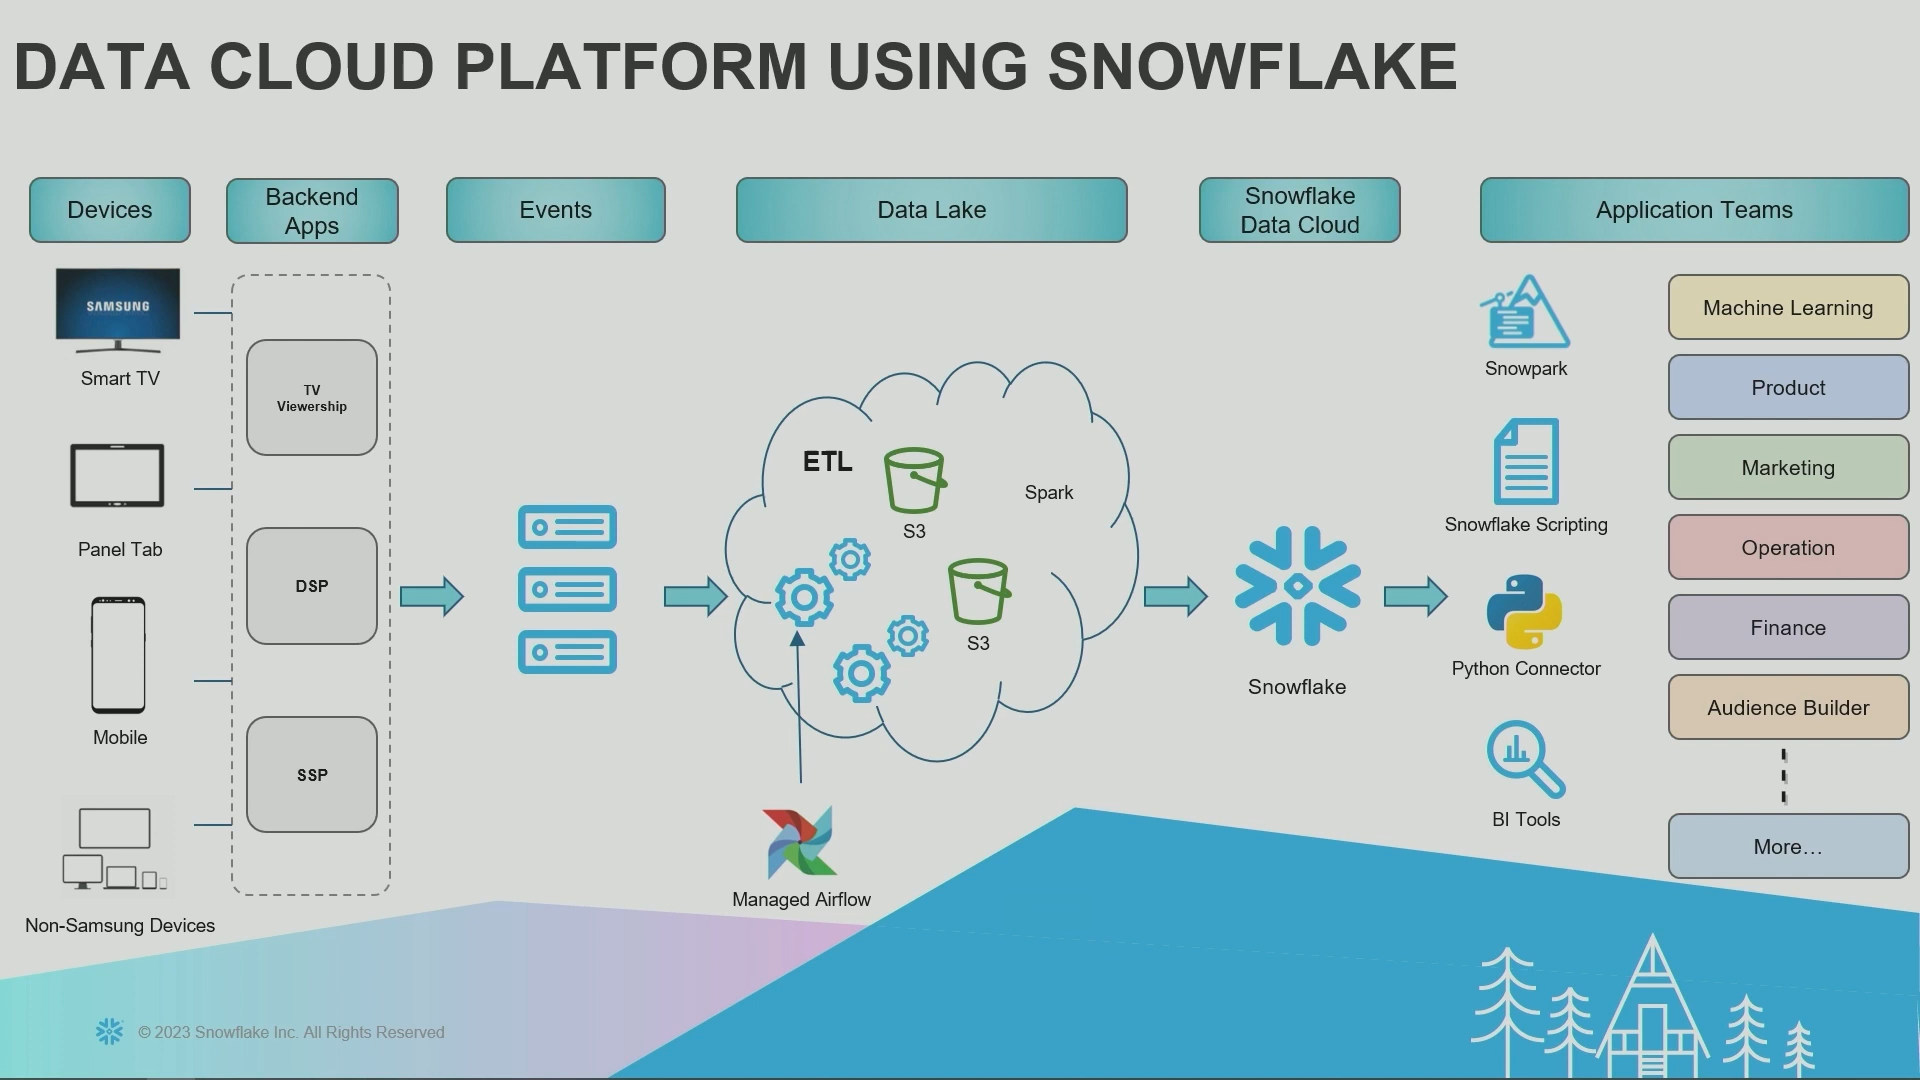 DATA CLOUD PLATFORM USING SNOWFLAKE
Devices
Backend
Apps
Events
Data Lake
Snowflake
Data Cloud
Application Teams
SAMSUNG
Smart TV
Panel Tab
Mobile
Non-Samsung Devices
TV
Viewership
DSP
SSP
ETL
S3
Spark
S3
Managed Airflow
Snowflake
Snowpark
Snowflake Scripting
Python Connector
BI Tools
Machine Learning
Product
Marketing
Operation
Finance
Audience Builder
More...
© 2023 Snowflake Inc. All Rights Reserved